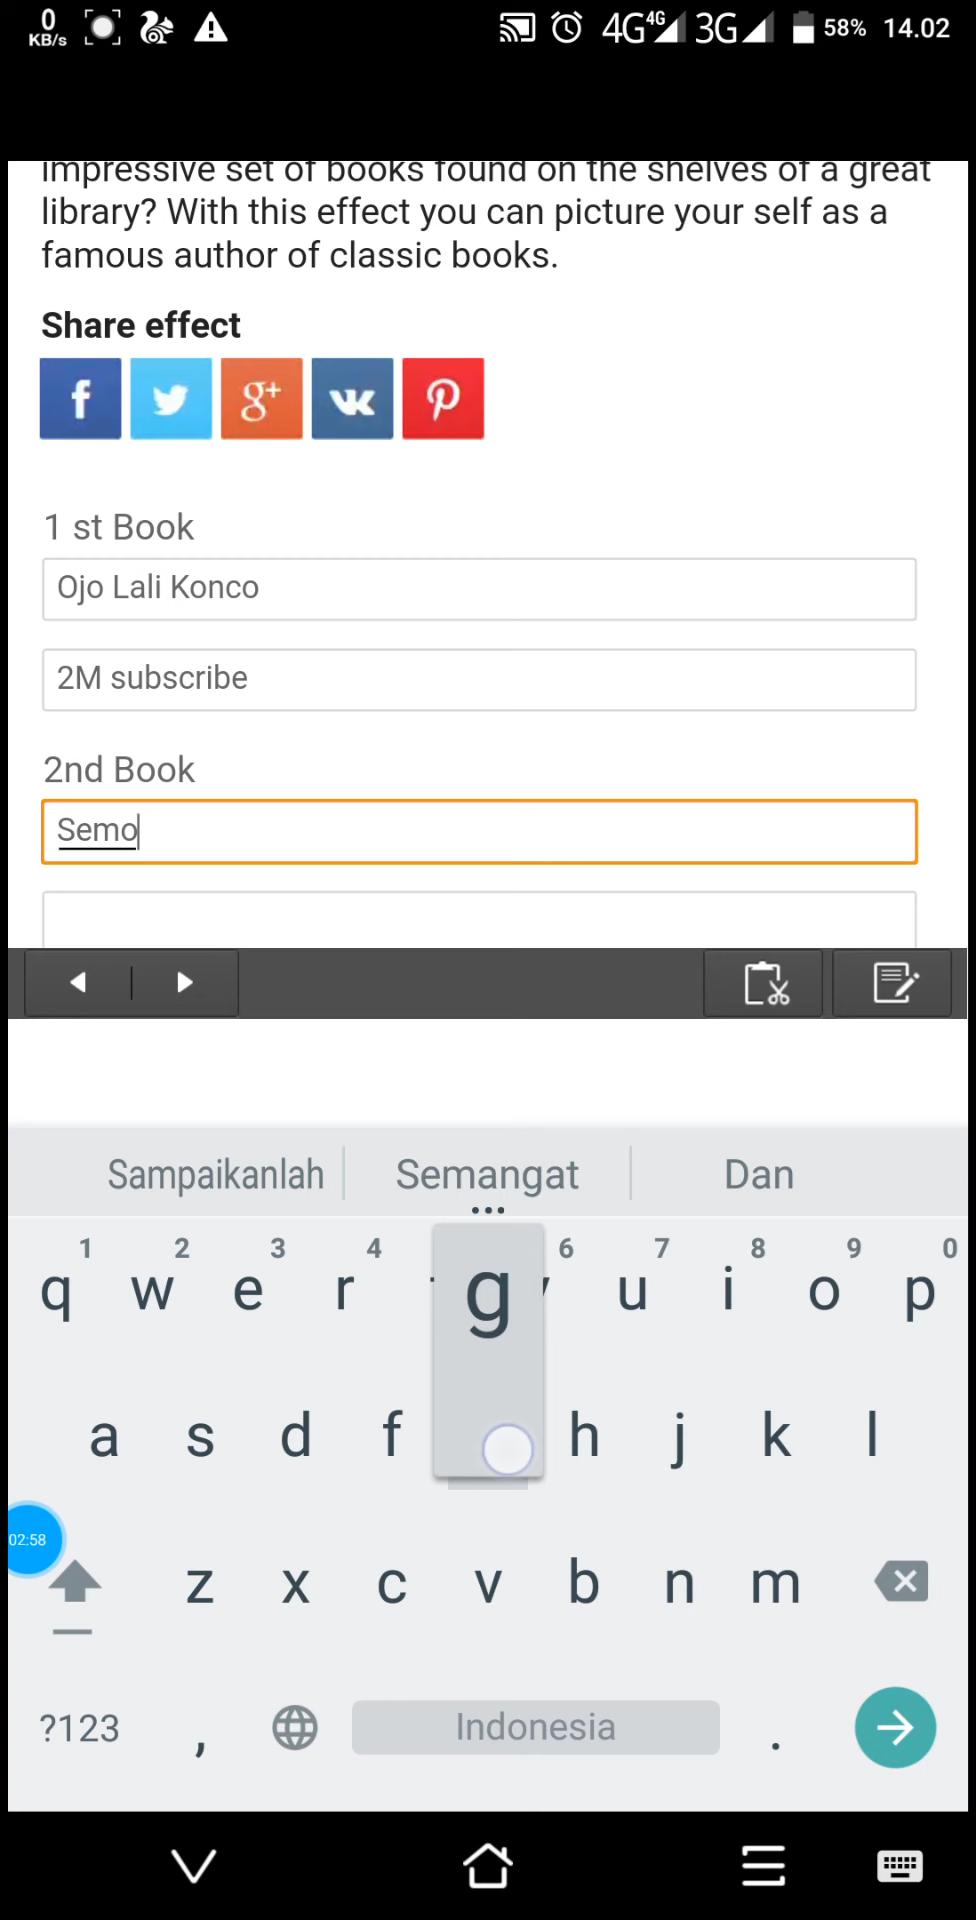 0 KB/s 4G 4G 3G 58% 14.02
impressive set of books found on the shelves of a great
library? With this effect you can picture your self as a
famous author of classic books.
Share effect
f g+ VK P
1 st Book
Ojo Lali Konco
2M subscribe
2nd Book
Semo
Sampaikanlah Semangat Dan
1 2 3 4 6 7 8 9 0
q w e r g u i o p
a s d f h j k l
02:58
z x c v b n m
?123 , Indonesia .